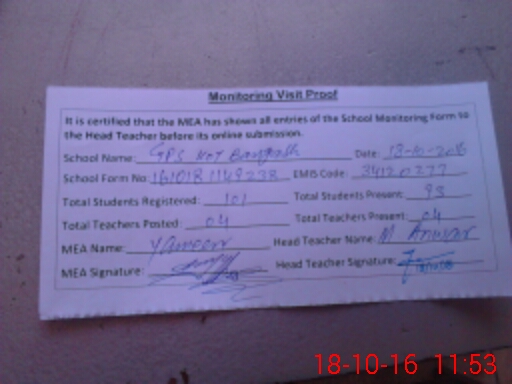 Monitoring Visit Proof
It is certified that the MEA has shown all entries of the School Monitoring Form to
the Head Teacher before its online submission.
School Name: GPS Kot Bangash Date: 18-10-2016
School Form No: EMIS Code:
Total Students Registered: 101 Total Students Present: 93
Total Teachers Posted: 04 Total Teachers Present: 04
MEA Name: Yameen Head Teacher Name: M Anwar
MEA Signature: Head Teacher Signature:
18-10-16 11:53